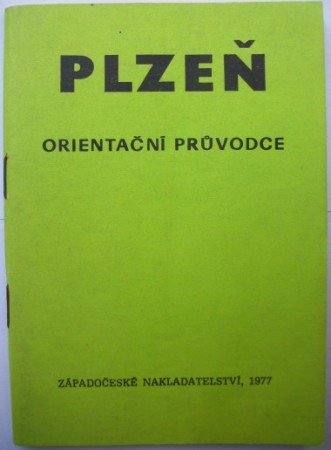 PLZEŇ
ORIENTAČNÍ PRŮVODCE
ZÁPADOČESKÉ NAKLADATELSTVÍ, 1977